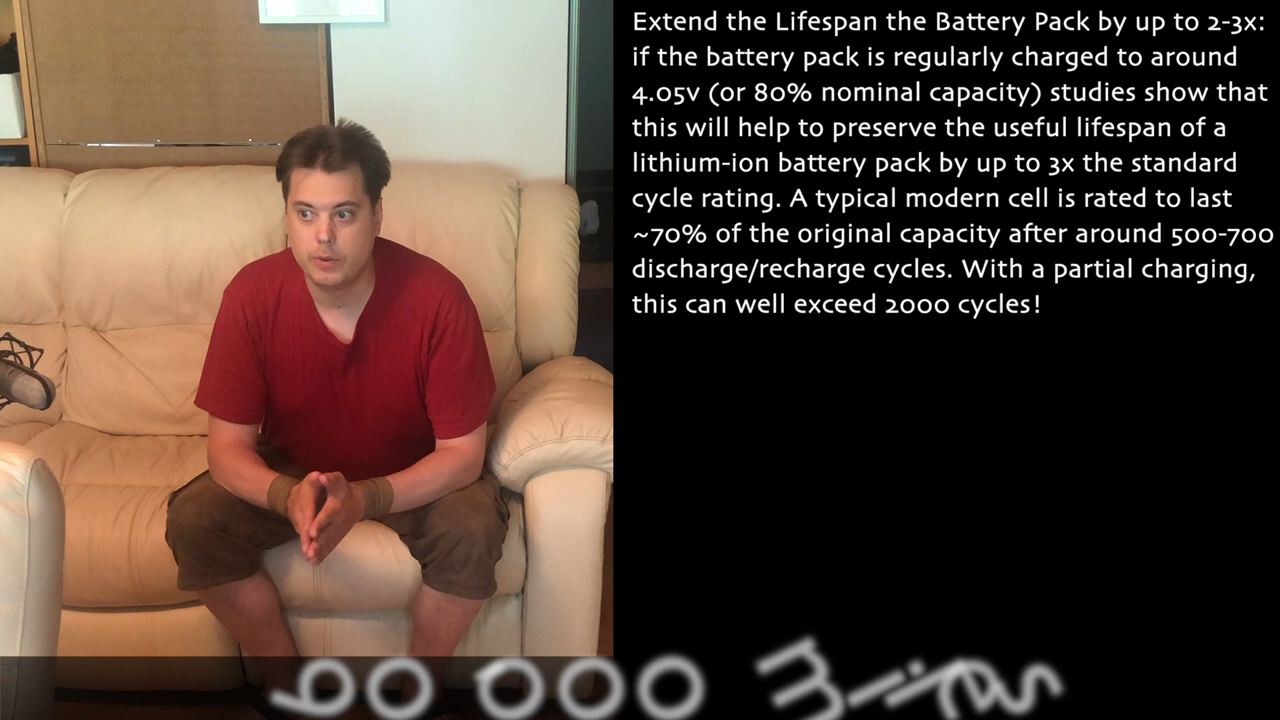 Extend the Lifespan the Battery Pack by up to 2-3x:
if the battery pack is regularly charged to around
4.05v (or 80% nominal capacity) studies show that
this will help to preserve the useful lifespan of a
lithium-ion battery pack by up to 3x the standard
cycle rating. A typical modern cell is rated to last
~70% of the original capacity after around 500-700
discharge/recharge cycles. With a partial charging,
this can well exceed 2000 cycles!
60 000